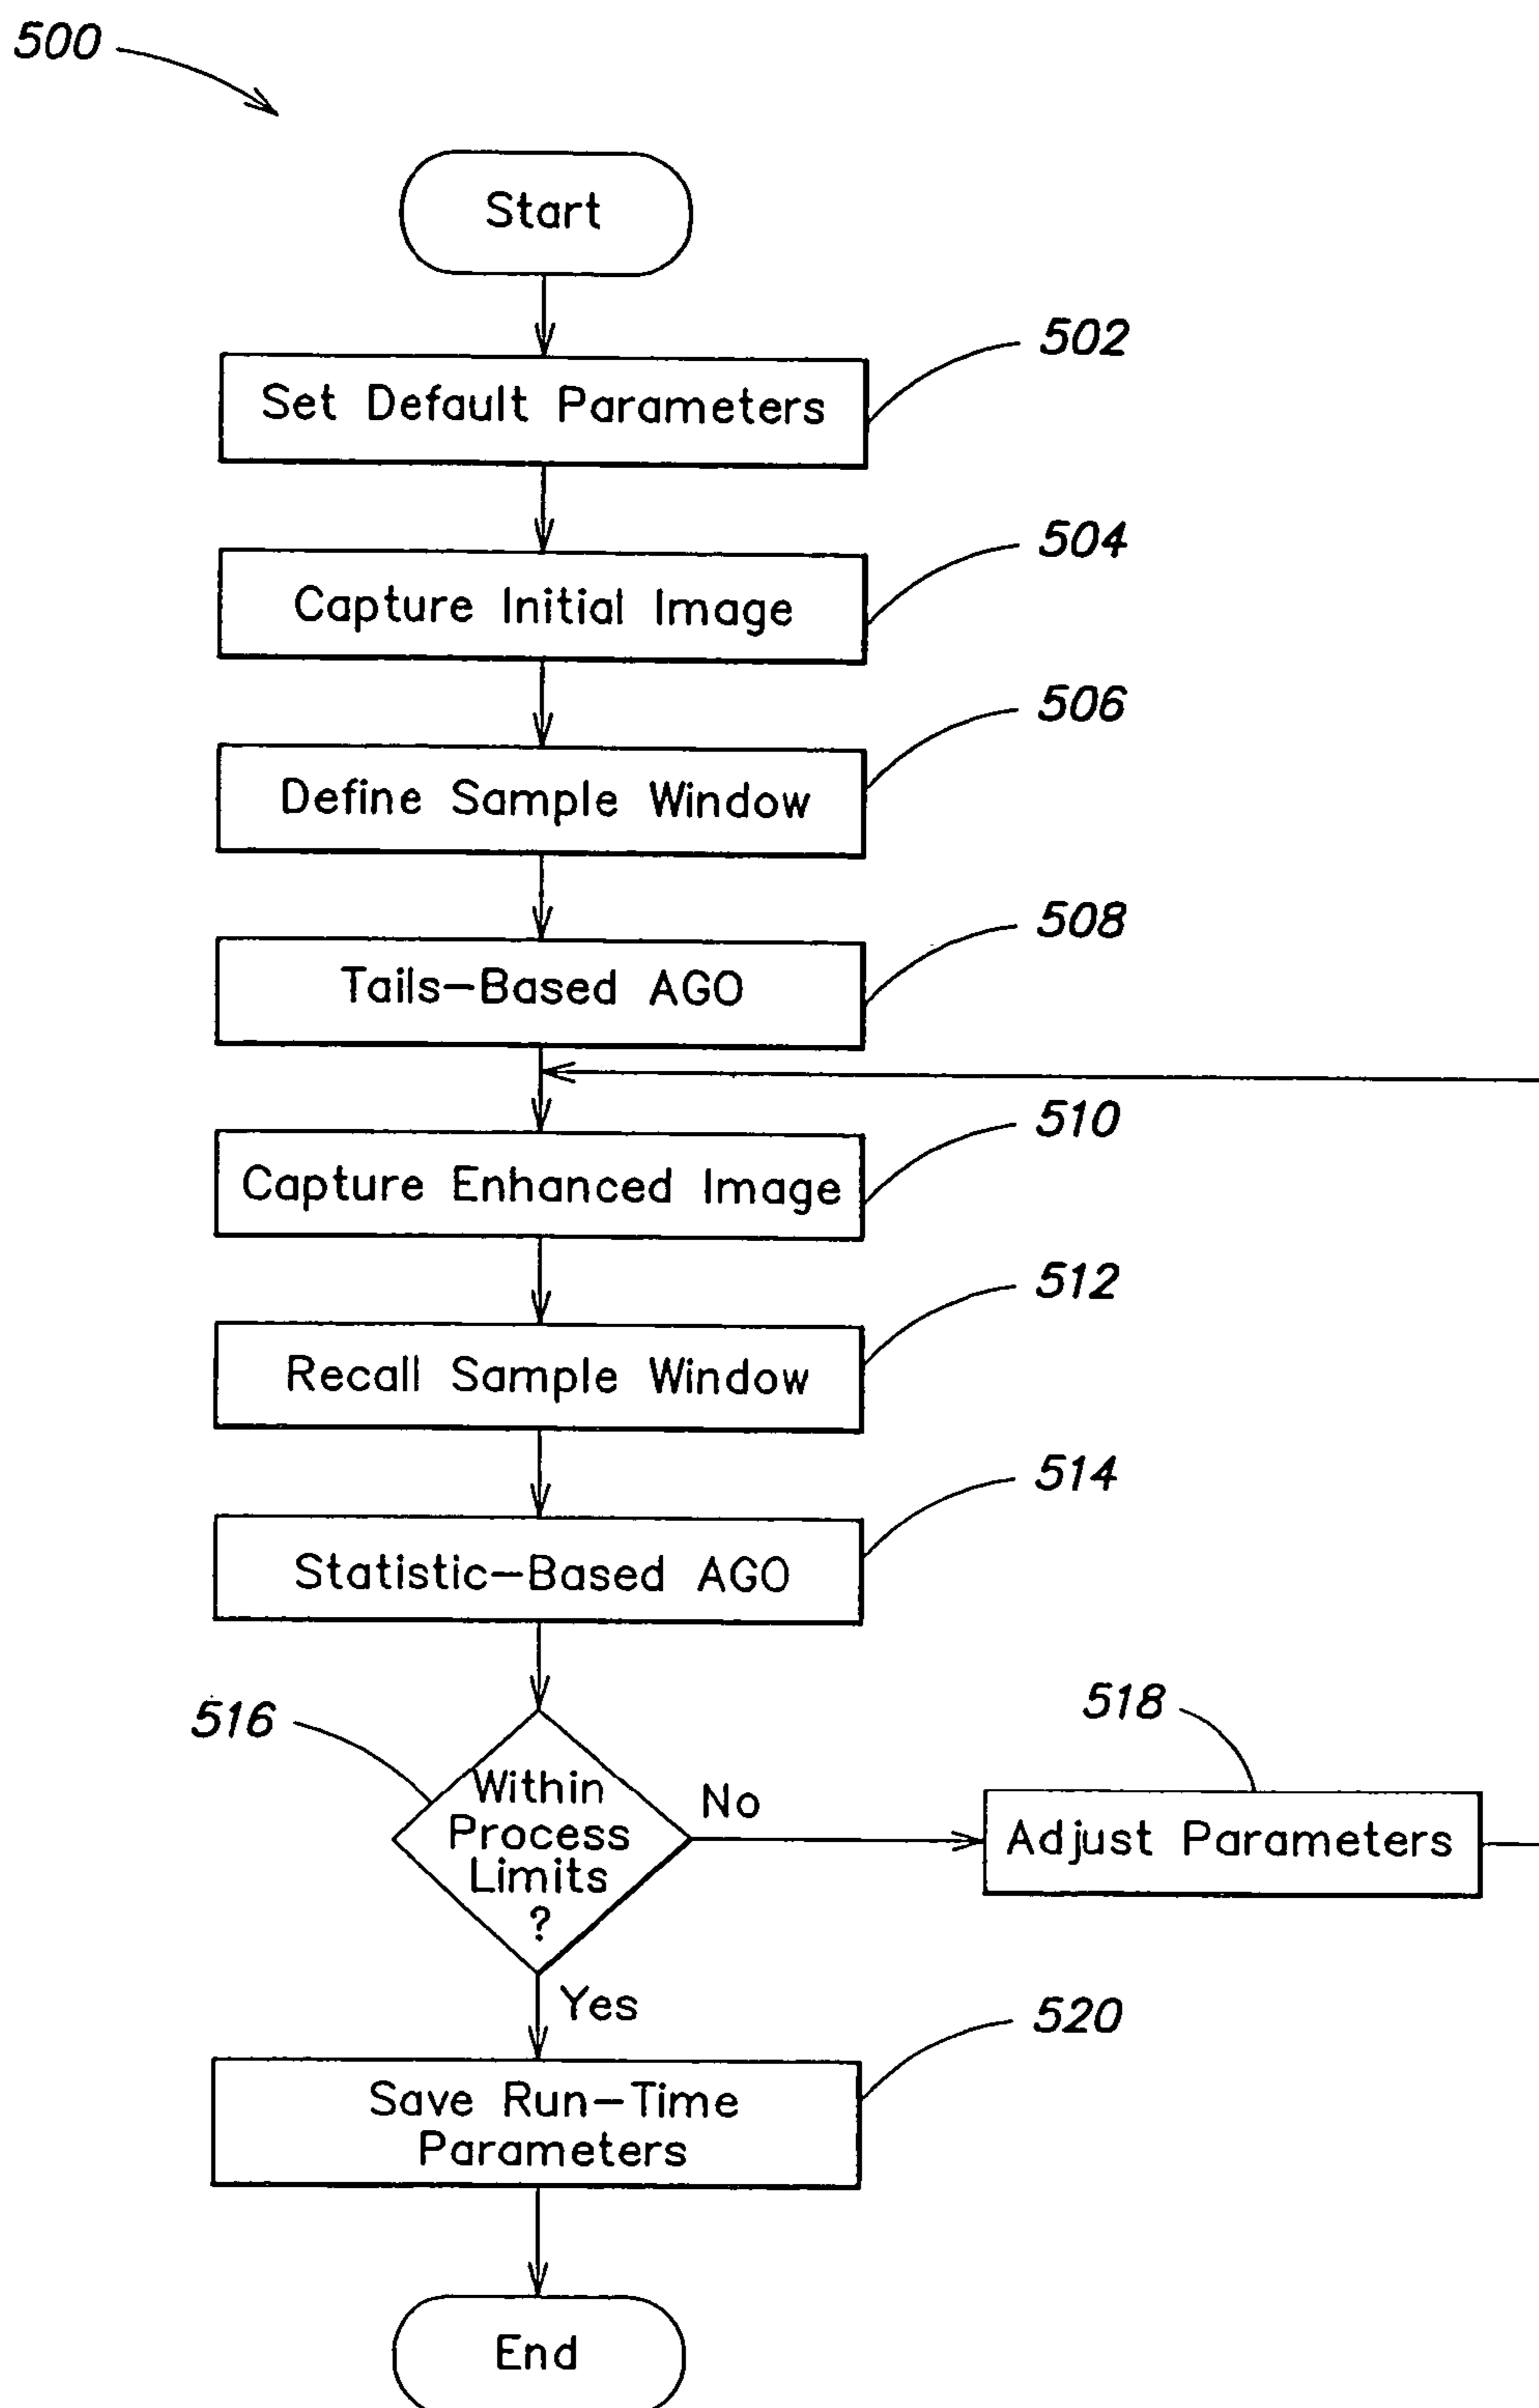 500
Start
502
Set Default Parameters
504
Capture Initial Image
506
Define Sample Window
508
Tails-Based AGO
510
Capture Enhanced Image
512
Recall Sample Window
514
Statistic-Based AGO
516
Within
Process
Limits
?
No
518
Adjust Parameters
Yes
520
Save Run-Time
Parameters
End